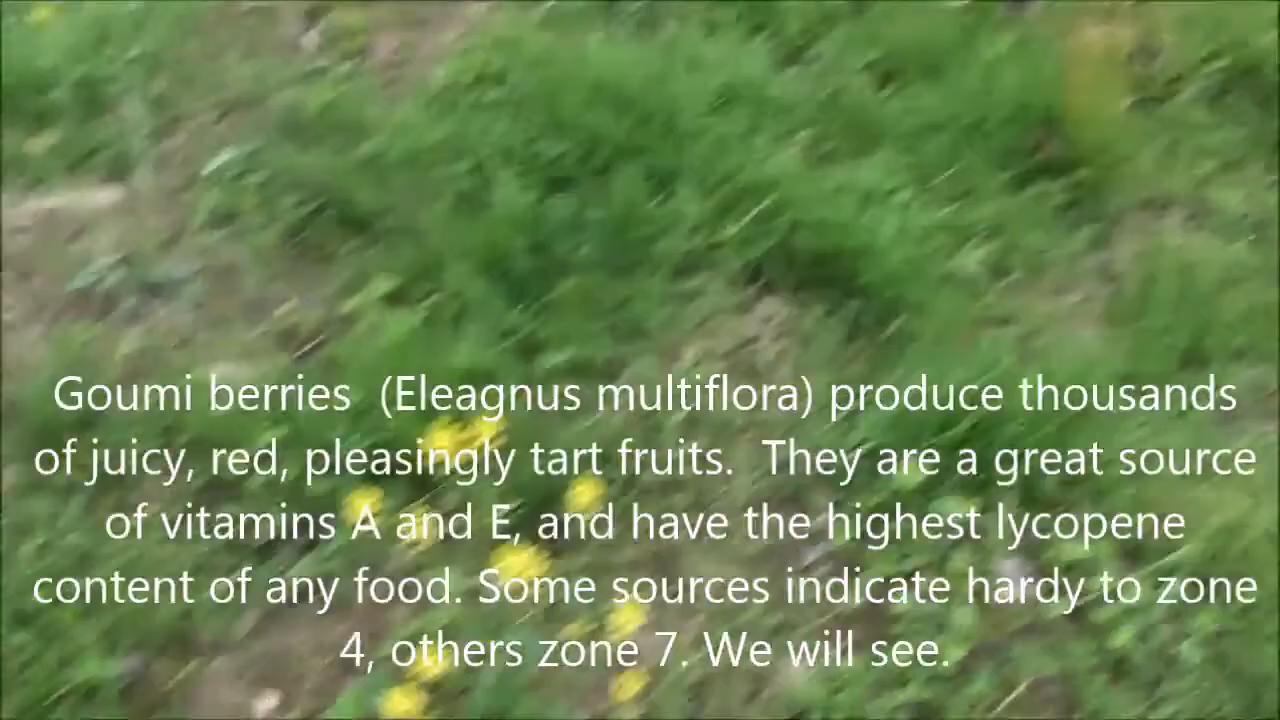 Goumi berries  (Eleagnus multiflora) produce thousands
of juicy, red, pleasingly tart fruits.  They are a great source
of vitamins A and E, and have the highest lycopene
content of any food. Some sources indicate hardy to zone
4, others zone 7. We will see.